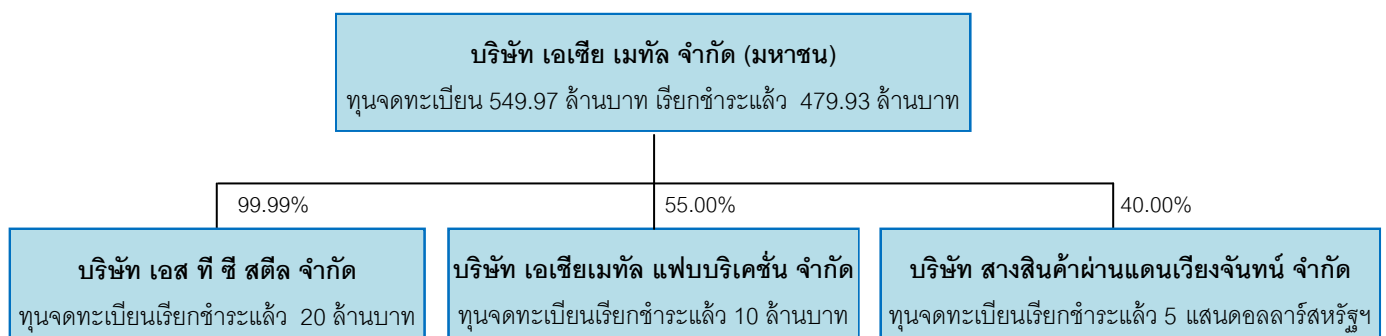 บริษัท เอเซีย เมทัล จำกัด (มหาชน)
ทุนจดทะเบียน 549.97 ล้านบาท เรียกชำระแล้ว 479.93 ล้านบาท
99.99%
55.00%
40.00%
บริษัท เอส ที ซี สตีล จำกัด
ทุนจดทะเบียนเรียกชำระแล้ว 20 ล้านบาท
บริษัท เอเชียเมทัล แฟบบริเคชั่น จำกัด
ทุนจดทะเบียนเรียกชำระแล้ว 10 ล้านบาท
บริษัท สางสินค้าผ่านแดนเวียงจันทน์ จำกัด
ทุนจดทะเบียนเรียกชำระแล้ว 5 แสนดอลลาร์สหรัฐฯ